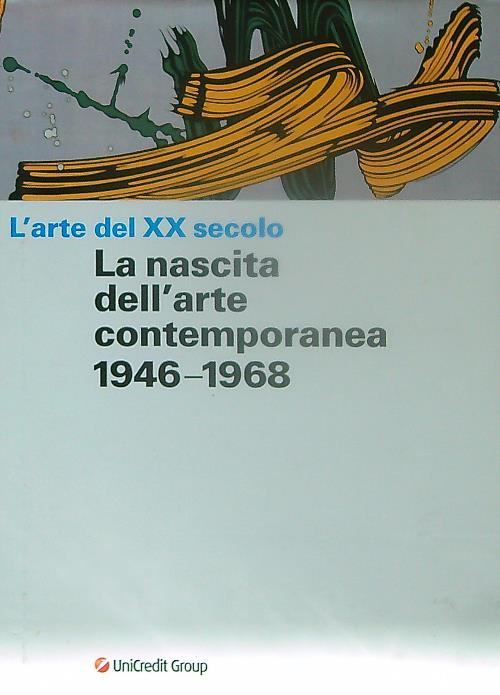 L'arte del XX secolo
La nascita
dell'arte
contemporanea
1946–1968
UniCredit Group